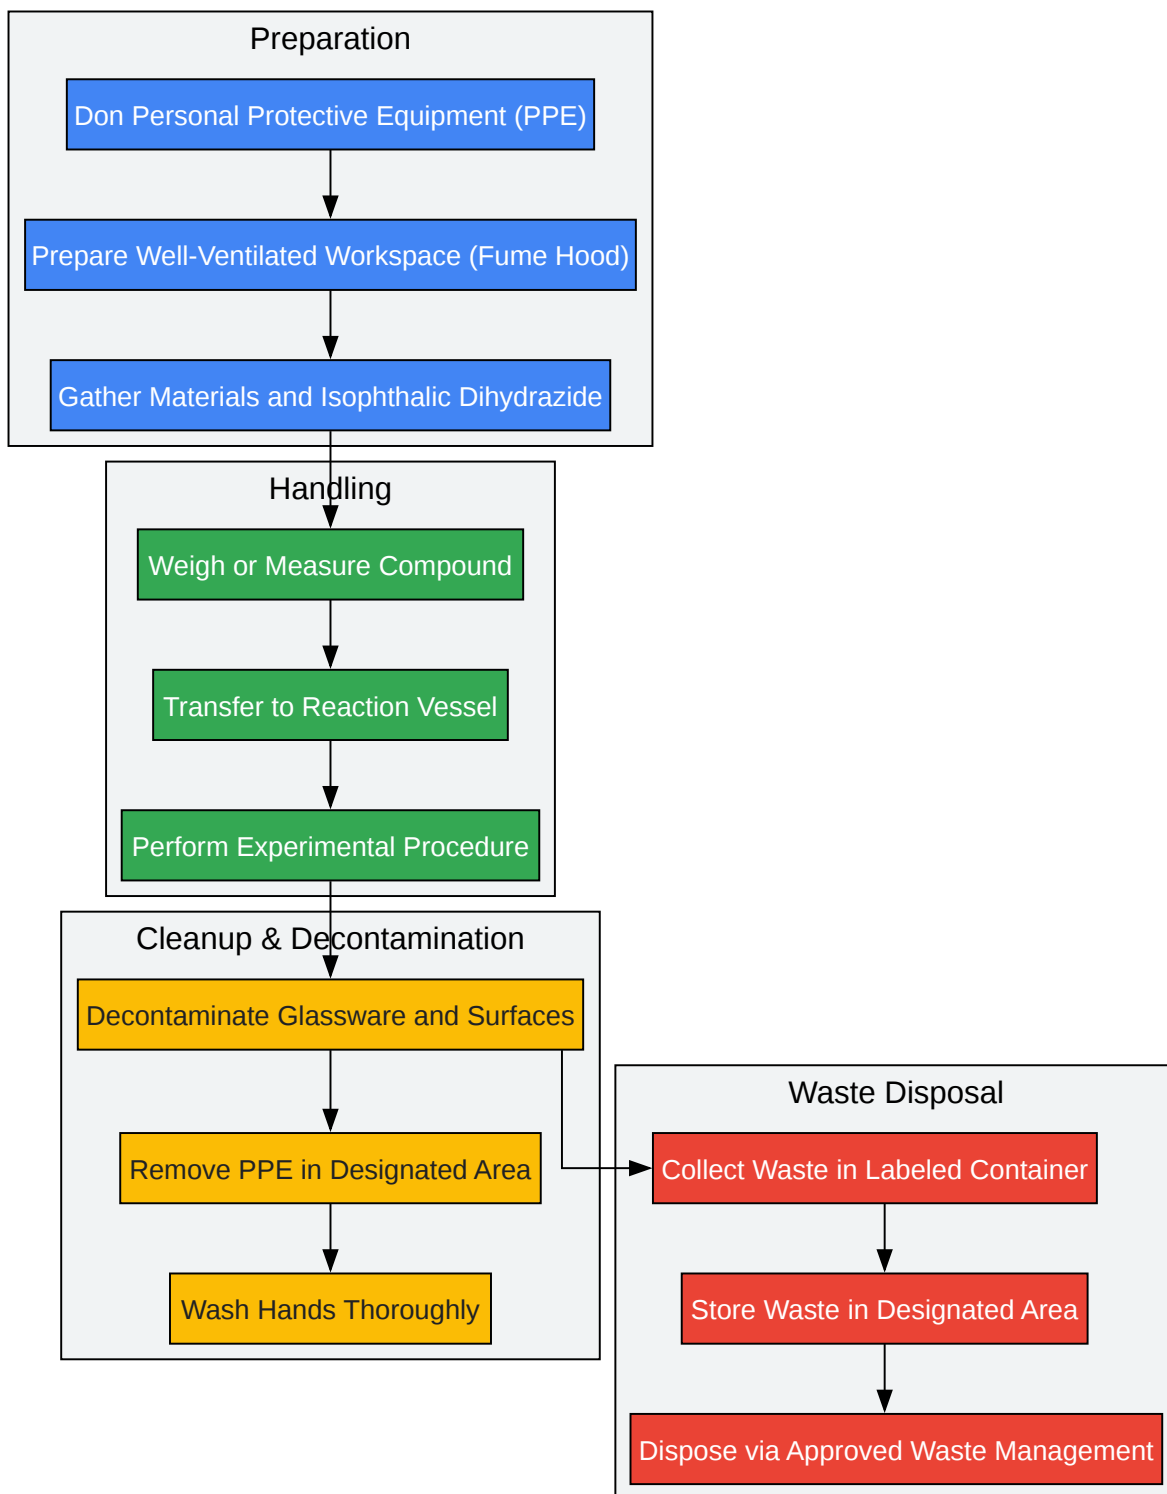 Preparation
Don Personal Protective Equipment (PPE)
Prepare Well-Ventilated Workspace (Fume Hood)
Gather Materials and Isophthalic Dihydrazide
Handling
Weigh or Measure Compound
Transfer to Reaction Vessel
Perform Experimental Procedure
Cleanup & Decontamination
Decontaminate Glassware and Surfaces
Remove PPE in Designated Area
Wash Hands Thoroughly
Waste Disposal
Collect Waste in Labeled Container
Store Waste in Designated Area
Dispose via Approved Waste Management